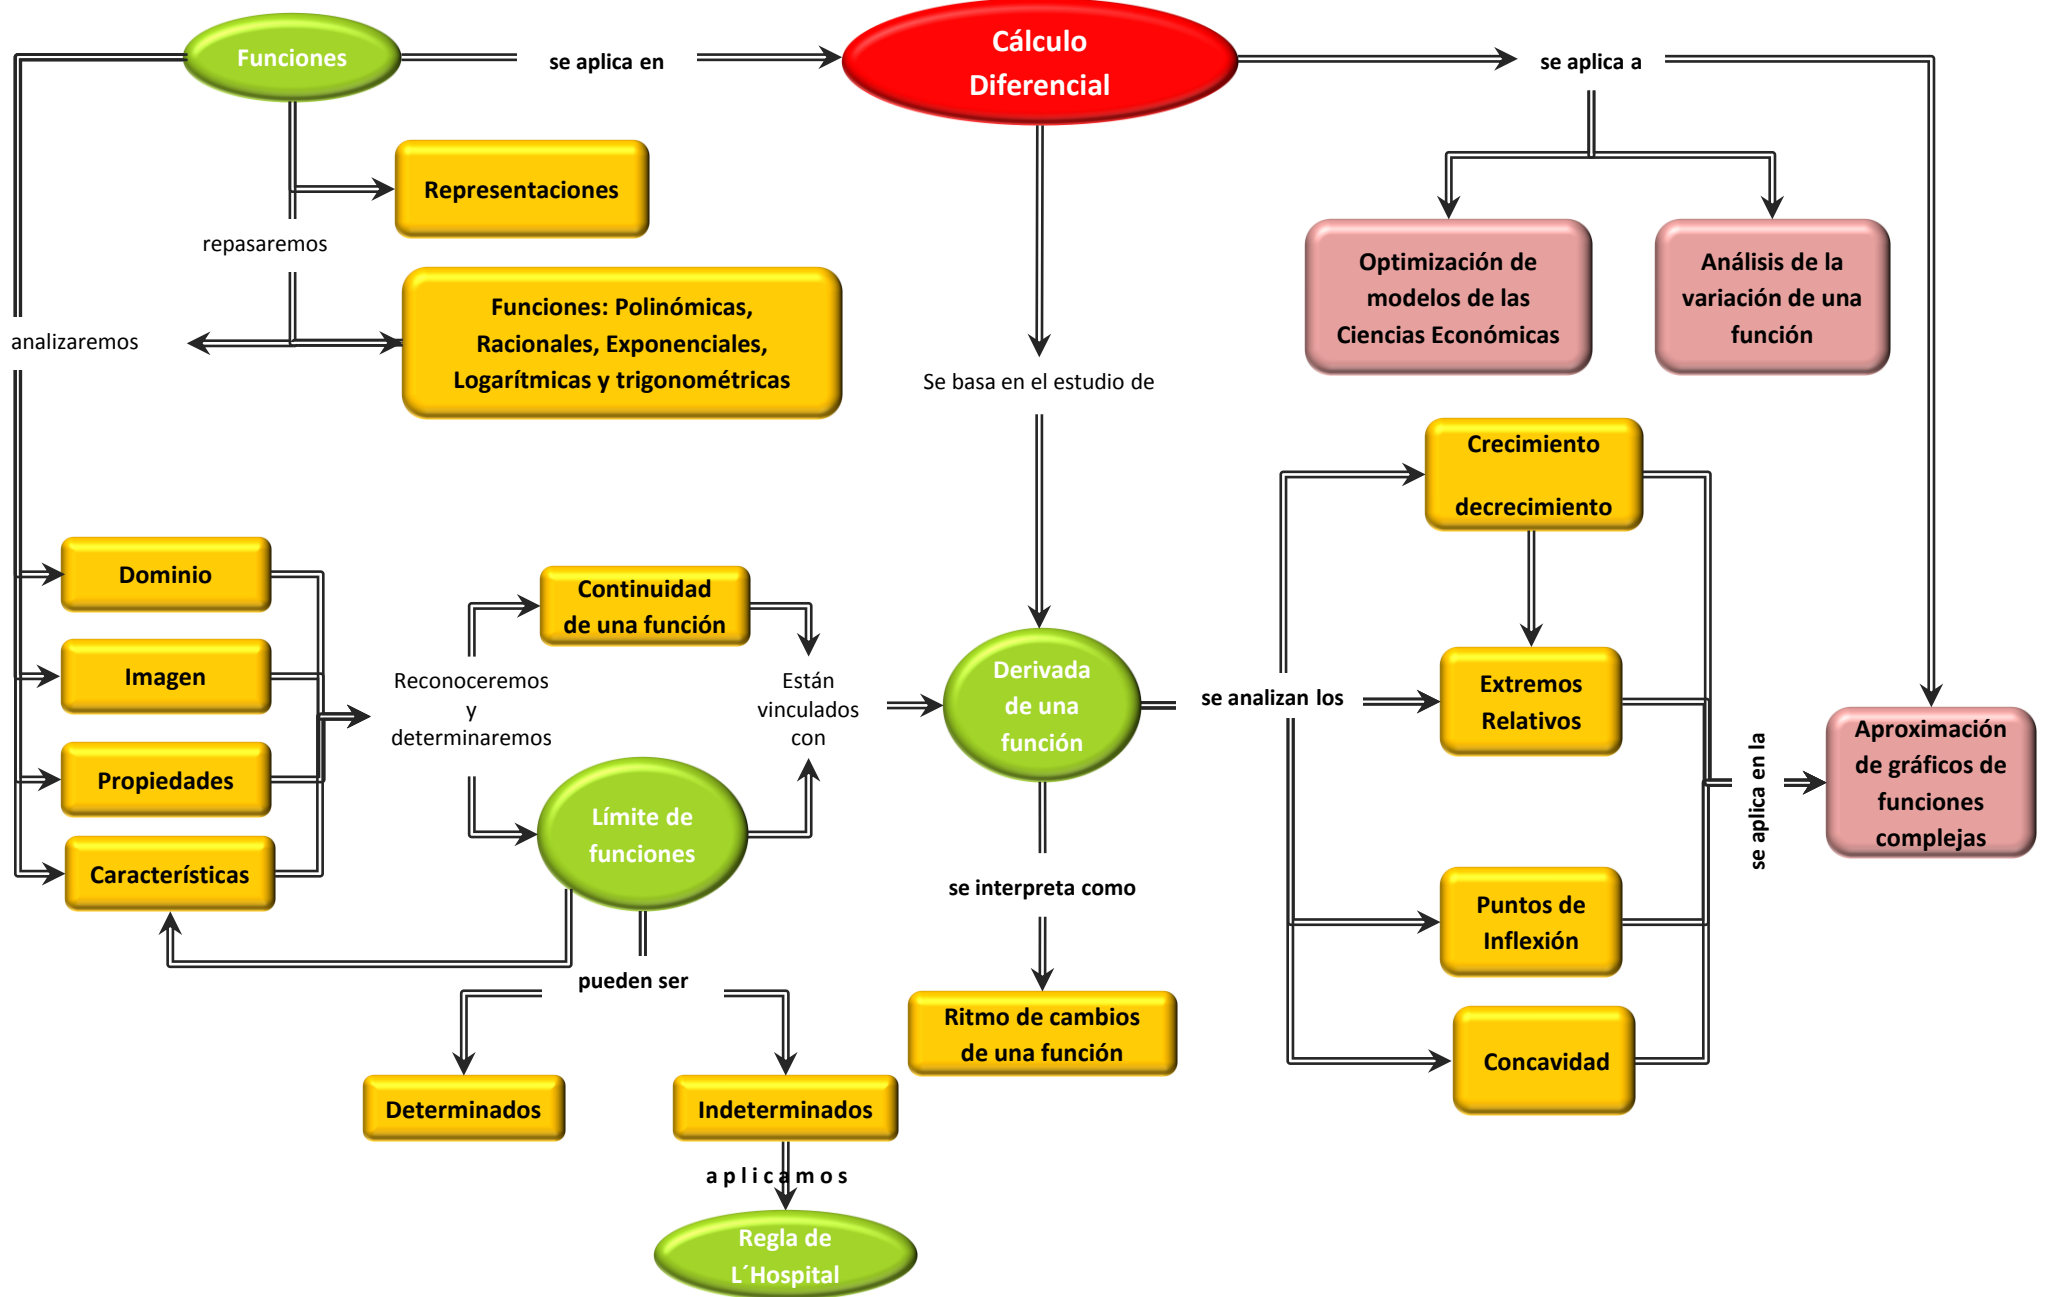 Funciones
se aplica en
Cálculo
Diferencial
se aplica a
Representaciones
repasaremos
Funciones: Polinómicas,
Racionales, Exponenciales,
Logarítmicas y trigonométricas
analizaremos
Optimización de
modelos de las
Ciencias Económicas
Análisis de la
variación de una
función
Se basa en el estudio de
Dominio
Imagen
Propiedades
Características
Reconoceremos
y
determinaremos
Continuidad
de una función
Límite de
funciones
Están
vinculados
con
Derivada
de una
función
se analizan los
Crecimiento
decrecimiento
Extremos
Relativos
Puntos de
Inflexión
Concavidad
se aplica en la
Aproximación
de gráficos de
funciones
complejas
se interpreta como
Ritmo de cambios
de una función
pueden ser
Determinados
Indeterminados
a p l i c a m o s
Regla de
L´Hospital